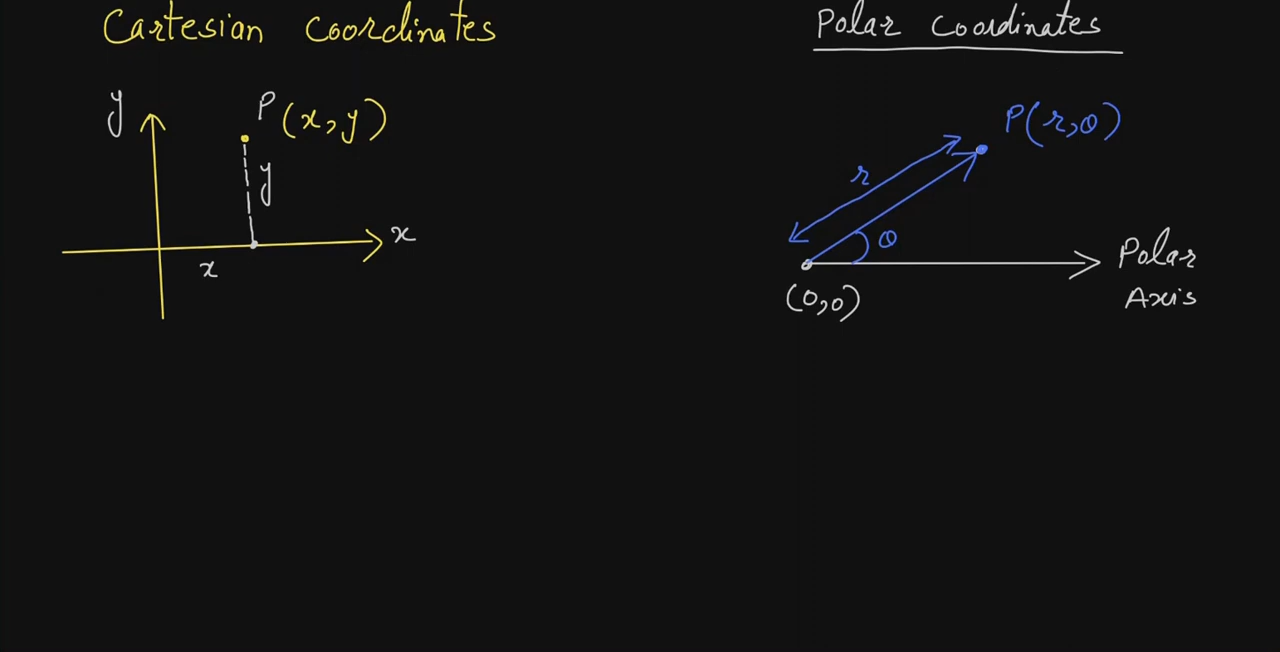 Cartesian Coordinates
y
P (x,y)
y
x
x
Polar Coordinates
P(r,θ)
r
θ
(0,0)
Polar
Axis